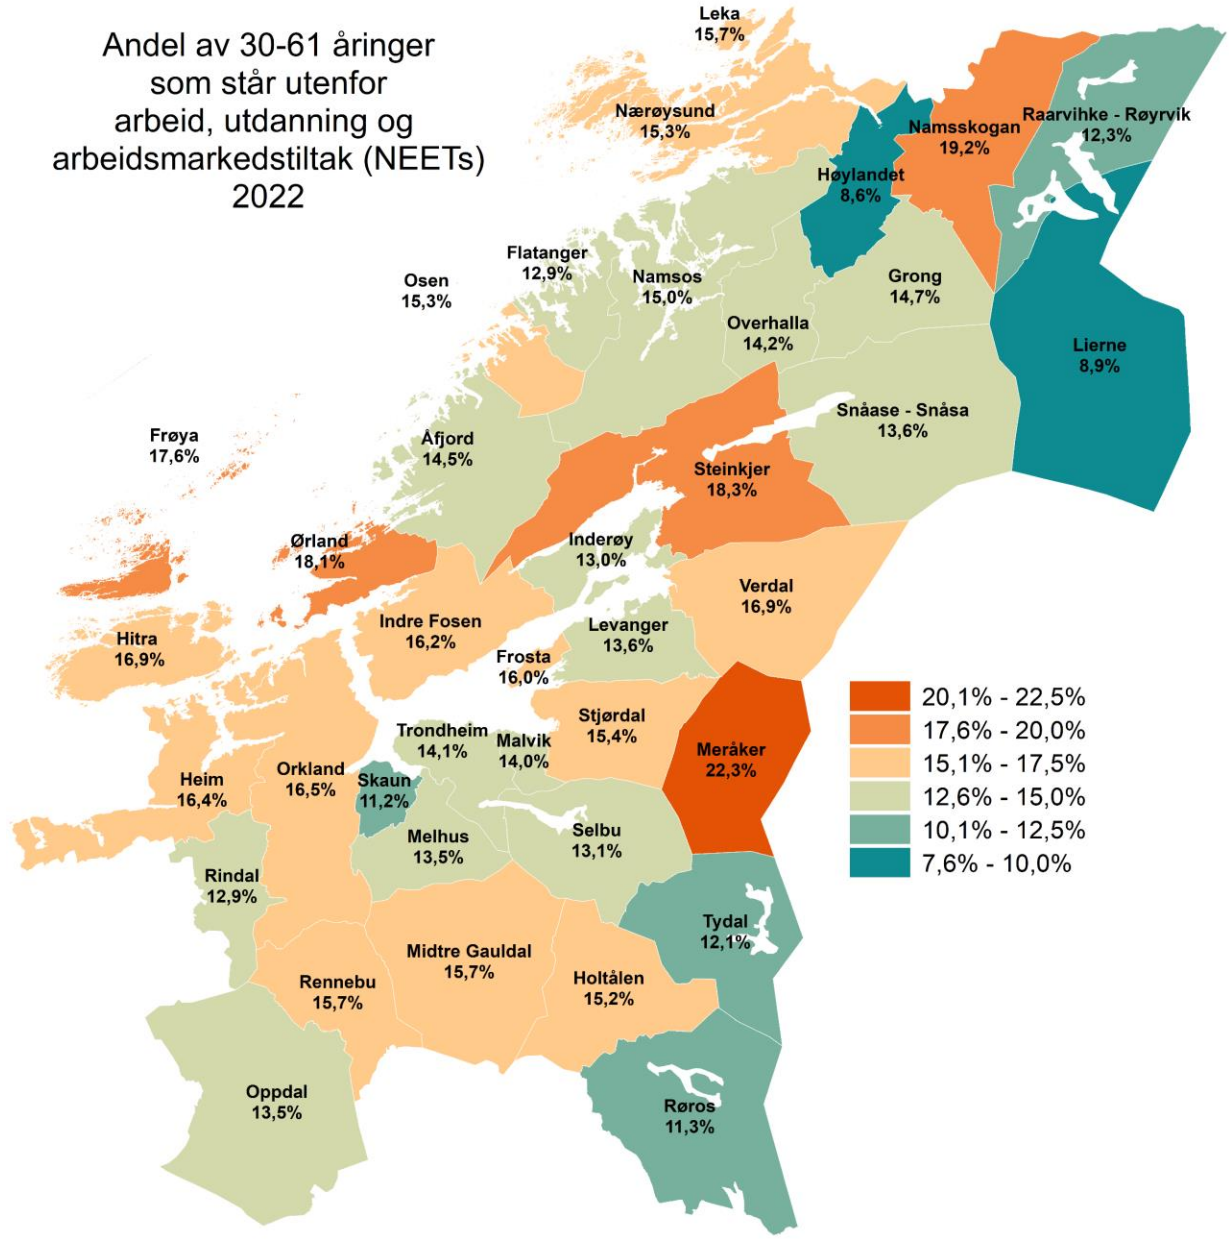 Andel av 30-61 åringer
som står utenfor
arbeid, utdanning og
arbeidsmarkedstiltak (NEETs)
2022
Leka
15,7%
Nærøysund
15,3%
Namsskogan
19,2%
Raarvihke - Røyrvik
12,3%
Høylandet
8,6%
Flatanger
12,9%
Osen
15,3%
Namsos
15,0%
Grong
14,7%
Overhalla
14,2%
Lierne
8,9%
Snåase - Snåsa
13,6%
Frøya
17,6%
Åfjord
14,5%
Steinkjer
18,3%
Ørland
18,1%
Inderøy
13,0%
Verdal
16,9%
Indre Fosen
16,2%
Levanger
13,6%
Hitra
16,9%
Frosta
16,0%
Stjørdal
15,4%
Trondheim
14,1%
Malvik
14,0%
Meråker
22,3%
Heim
16,4%
Orkland
16,5%
Skaun
11,2%
Melhus
13,5%
Selbu
13,1%
Rindal
12,9%
Tydal
12,1%
Midtre Gauldal
15,7%
Rennebu
15,7%
Holtålen
15,2%
Oppdal
13,5%
Røros
11,3%
20,1% - 22,5%
17,6% - 20,0%
15,1% - 17,5%
12,6% - 15,0%
10,1% - 12,5%
7,6% - 10,0%